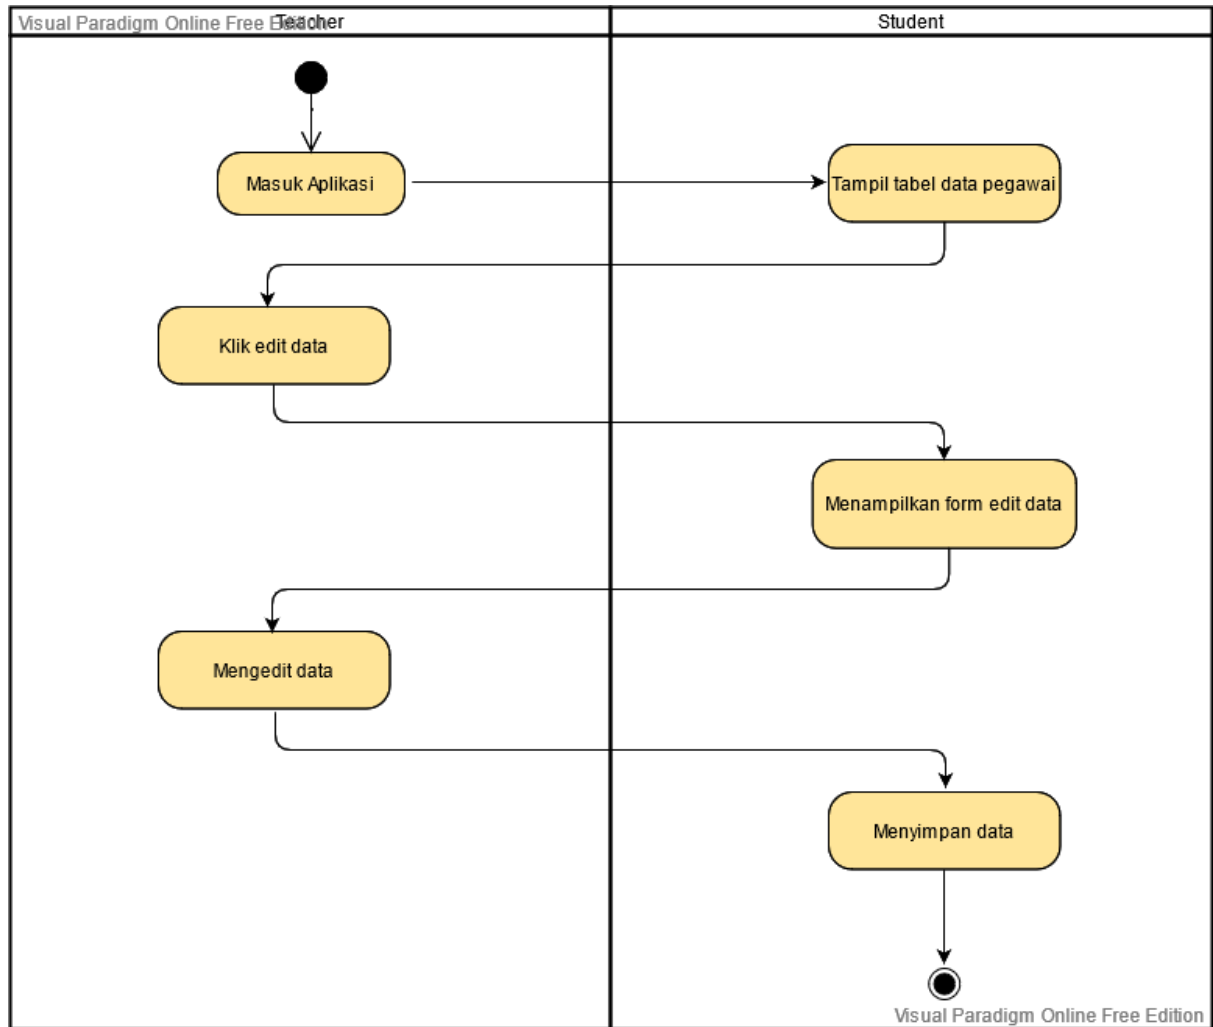 Visual Paradigm Online Free Edition
Teacher
Student
Masuk Aplikasi
Tampil tabel data pegawai
Klik edit data
Menampilkan form edit data
Mengedit data
Menyimpan data
Visual Paradigm Online Free Edition